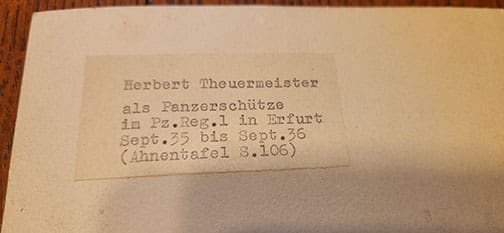 Herbert Theuermeister
als Panzerschütze
im Pz.Reg.1 in Erfurt
Sept.35 bis Sept.36
(Ahnentafel S.106)